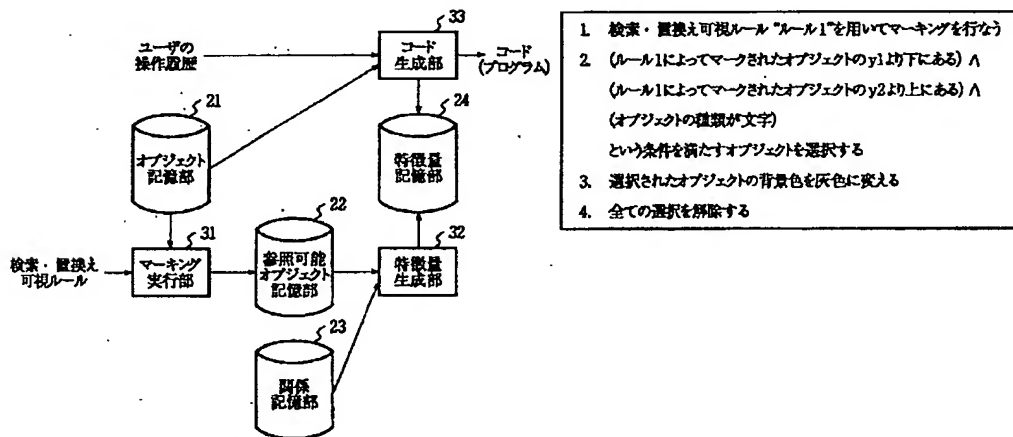 33
ユーザの
操作履歴
コード
生成部
コード
(プログラム)
21
24
オブジェクト
記憶部
特徴量
記憶部
22
31
32
検索・置換え
可視ルール
マーキング
実行部
参照可能
オブジェクト
記憶部
特徴量
生成部
23
関係
記憶部
1. 検索・置換え可視ルール "ルール1"を用いてマーキングを行なう
2. (ルール1によってマークされたオブジェクトのy1より下にある) ∧
(ルール1によってマークされたオブジェクトのy2より上にある) ∧
(オブジェクトの種類が文字)
という条件を満たすオブジェクトを選択する
3. 選択されたオブジェクトの背景色を灰色に変える
4. 全ての選択を解除する